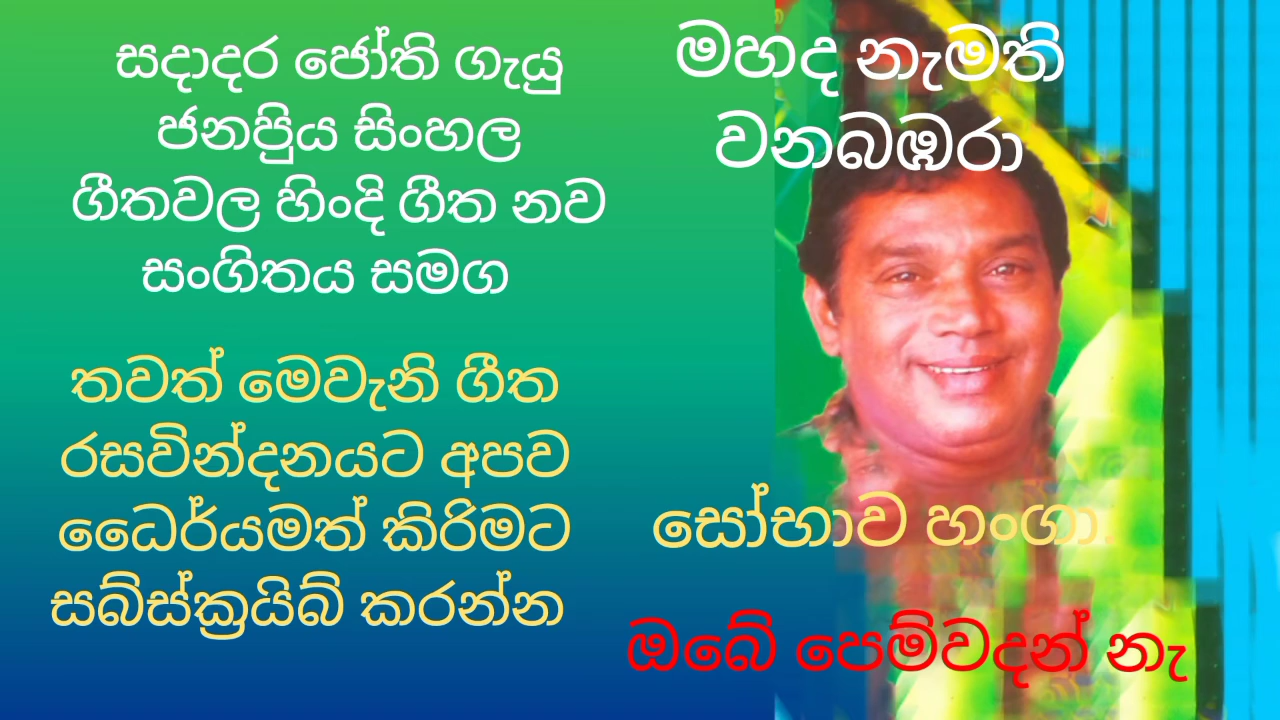 සදාදර ජෝති ගැයු
ජනපිුය සිංහල
ගීතවල හිංදි ගීත නව
සංගිතය සමග
තවත් මෙවැනි ගීත
රසවින්දනයට අපව
ධෛර්යමත් කිරිමට
සබ්ස්ක්‍රයිබ් කරන්න
මහද නැමති
වනබඹරා
සෝභාව හංගා.
ඔබේ පෙම්වදන් නැ